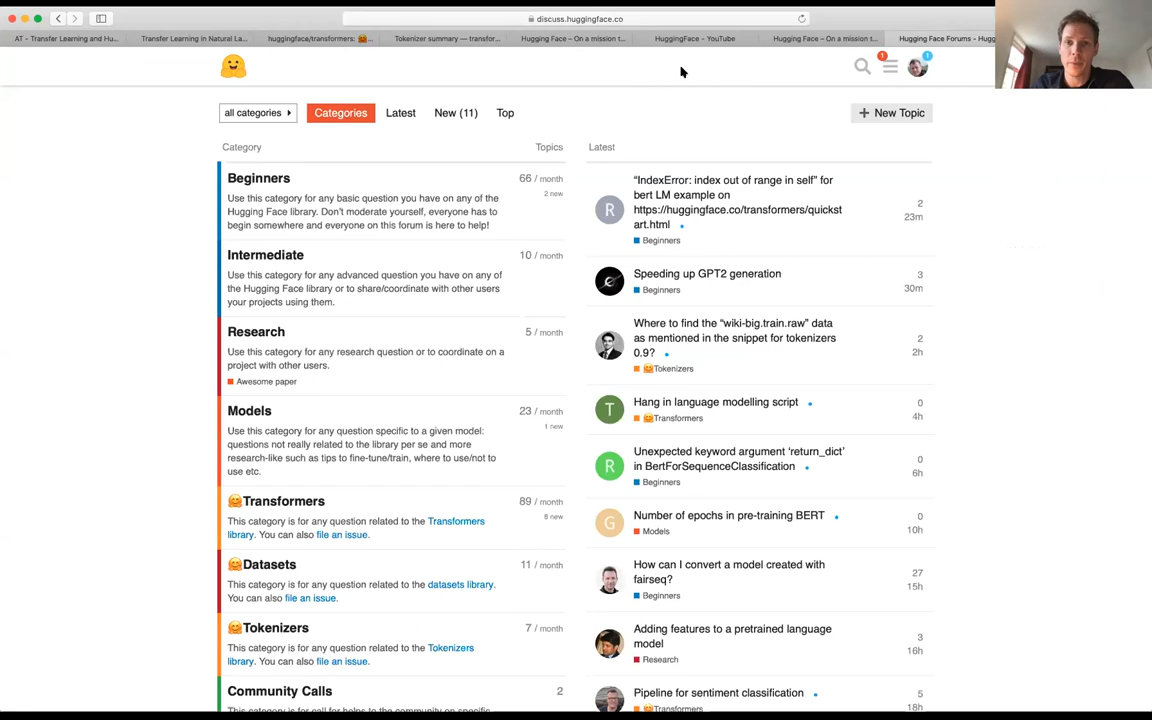 discuss.huggingface.co
AT - Transfer Learning and Hu...
Transfer Learning in Natural La...
huggingface/transformers: 🤗...
Tokenizer summary — transfor...
Hugging Face – On a mission t...
HuggingFace - YouTube
Hugging Face – On a mission t...
Hugging Face Forums - Hugg
1
1
all categories
Categories
Latest
New (11)
Top
+ New Topic
Category
Topics
Beginners
66 / month
2 new
Use this category for any basic question you have on any of the
Hugging Face library. Don't moderate yourself, everyone has to
begin somewhere and everyone on this forum is here to help!
Intermediate
10 / month
Use this category for any advanced question you have on any of
the Hugging Face library or to share/coordinate with other users
your projects using them.
Research
5 / month
Use this category for any research question or to coordinate on a
project with other users.
Awesome paper
Models
23 / month
1 new
Use this category for any question specific to a given model:
questions not really related to the library per se and more
research-like such as tips to fine-tune/train, where to use/not to
use etc.
🤗Transformers
89 / month
8 new
This category is for any question related to the Transformers
library. You can also file an issue.
🤗Datasets
11 / month
This category is for any question related to the datasets library.
You can also file an issue.
🤗Tokenizers
7 / month
This category is for any question related to the Tokenizers
library. You can also file an issue.
Community Calls
2
This category is for call for helps to the community on specific
Latest
R
“IndexError: index out of range in self” for
bert LM example on
https://huggingface.co/transformers/quickst
art.html
Beginners
2
23m
Speeding up GPT2 generation
Beginners
3
30m
Where to find the “wiki-big.train.raw” data
as mentioned in the snippet for tokenizers
0.9?
🤗Tokenizers
2
2h
T
Hang in language modelling script
🤗Transformers
0
4h
R
Unexpected keyword argument ‘return_dict’
in BertForSequenceClassification
Beginners
0
6h
G
Number of epochs in pre-training BERT
Models
0
10h
How can I convert a model created with
fairseq?
Beginners
27
15h
Adding features to a pretrained language
model
Research
3
16h
Pipeline for sentiment classification
🤗Transformers
5
18h